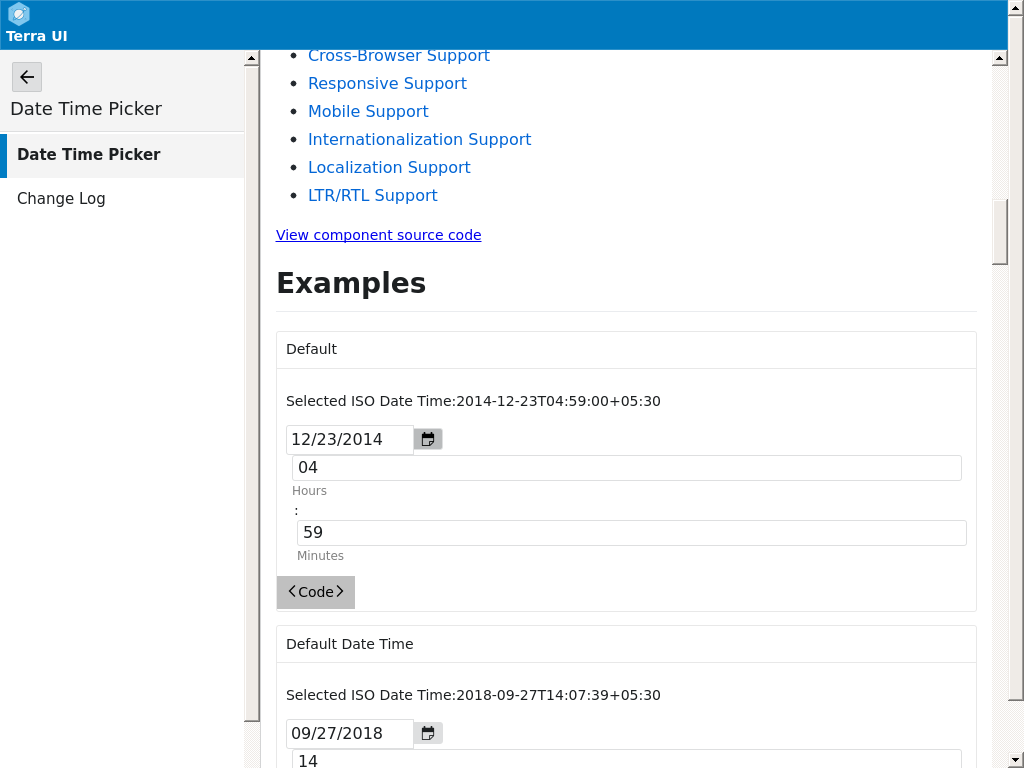 Terra UI
Date Time Picker
Date Time Picker
Change Log
Cross-Browser Support
Responsive Support
Mobile Support
Internationalization Support
Localization Support
LTR/RTL Support
View component source code
Examples
Default
Selected ISO Date Time:2014-12-23T04:59:00+05:30
12/23/2014
04
Hours
:
59
Minutes
Code
Default Date Time
Selected ISO Date Time:2018-09-27T14:07:39+05:30
09/27/2018
14